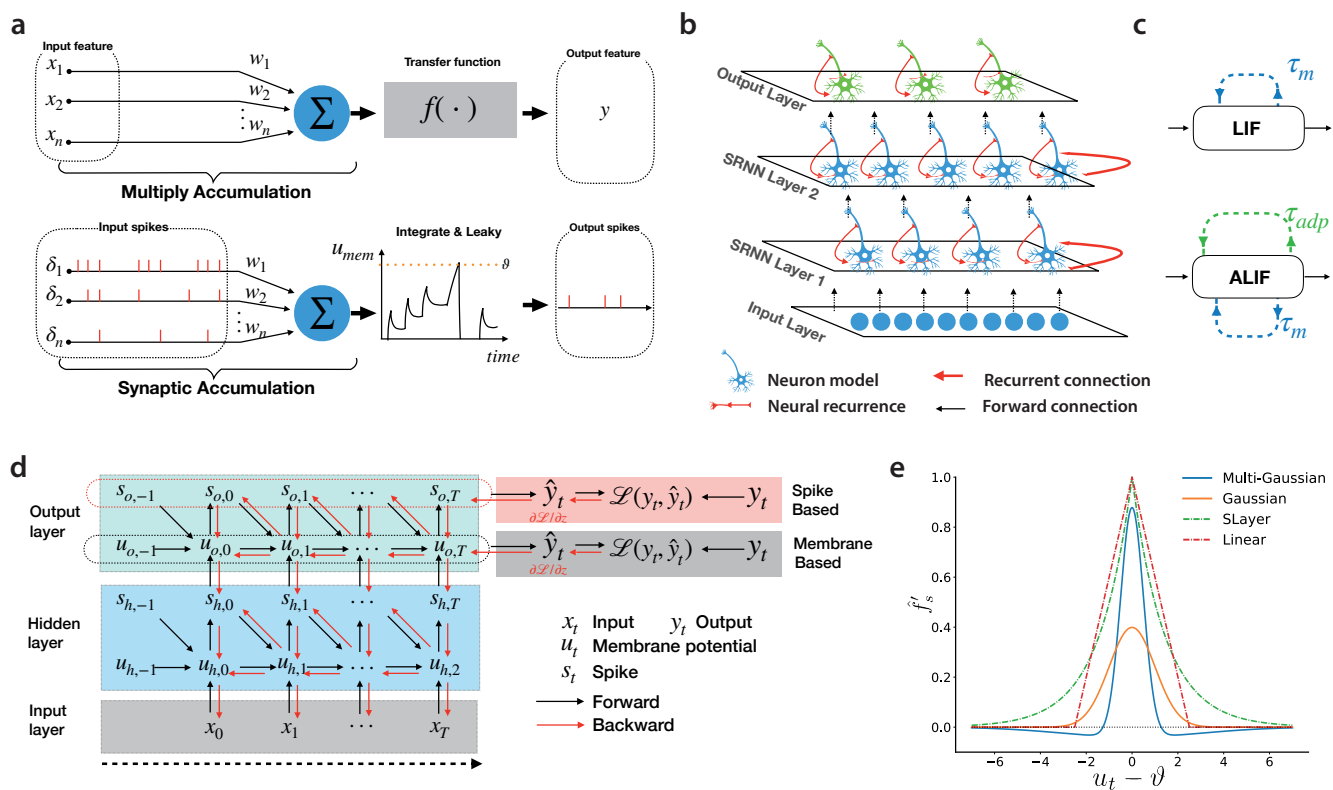 a
Input feature
x1
x2
xn
w1
w2
⋮
wn
Σ
Multiply Accumulation
Transfer function
f( · )
Output feature
y
Input spikes
δ1
δ2
δn
w1
w2
⋮
wn
Σ
Synaptic Accumulation
Integrate & Leaky
umem
ϑ
time
Output spikes
b
Output Layer
SRNN Layer 2
SRNN Layer 1
Input Layer
Neuron model
Recurrent connection
Neural recurrence
Forward connection
c
τm
LIF
τadp
ALIF
τm
d
Output layer
so,−1 so,0 so,1 ··· so,T
uo,−1 uo,0 uo,1 ··· uo,T
ŷt ℒ(yt, ŷt) yt
∂ℒ/∂z
Spike Based
ŷt ℒ(yt, ŷt) yt
∂ℒ/∂z
Membrane Based
Hidden layer
sh,−1 sh,0 sh,1 ··· sh,T
uh,−1 uh,0 uh,1 ··· uh,2
Input layer
x0 x1 ··· xT
xt Input yt Output
ut Membrane potential
st Spike
Forward
Backward
e
Multi-Gaussian
Gaussian
SLayer
Linear
f̂′s
1.0
0.8
0.6
0.4
0.2
0.0
−6 −4 −2 0 2 4 6
ut − ϑ